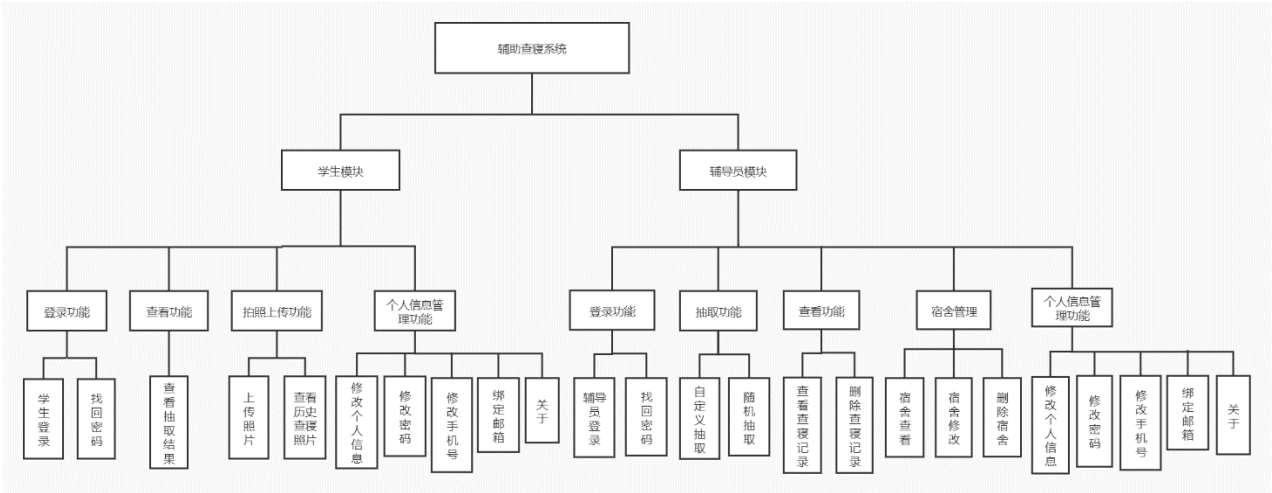 辅助查寝系统
学生模块
辅导员模块
登录功能
查看功能
拍照上传功能
个人信息管
理功能
登录功能
抽取功能
查看功能
宿舍管理
个人信息管
理功能
学生登录
找回密码
查看抽取结果
上传照片
查看历史查寝照片
修改个人信息
修改密码
修改手机号
绑定邮箱
关于
辅导员登录
找回密码
自定义抽取
随机抽取
查看查寝记录
删除查寝记录
宿舍查看
宿舍修改
删除宿舍
修改个人信息
修改密码
修改手机号
绑定邮箱
关于